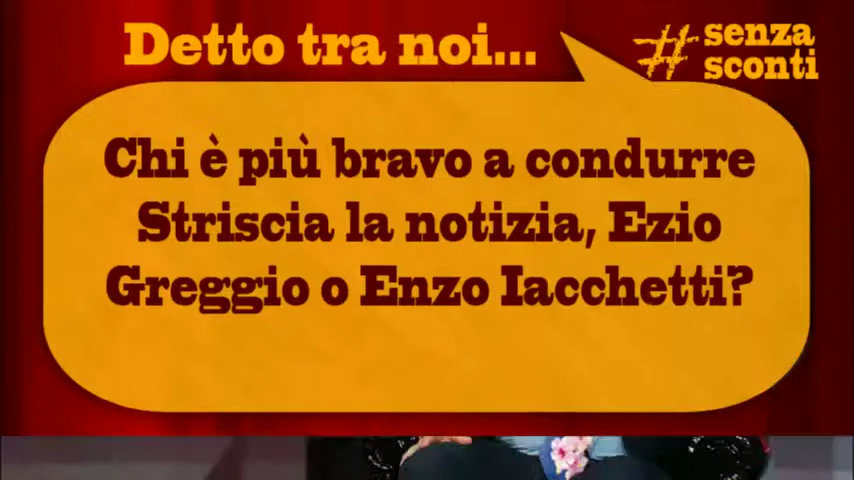 Detto tra noi...
#senza
sconti
Chi è più bravo a condurre
Striscia la notizia, Ezio
Greggio o Enzo Iacchetti?